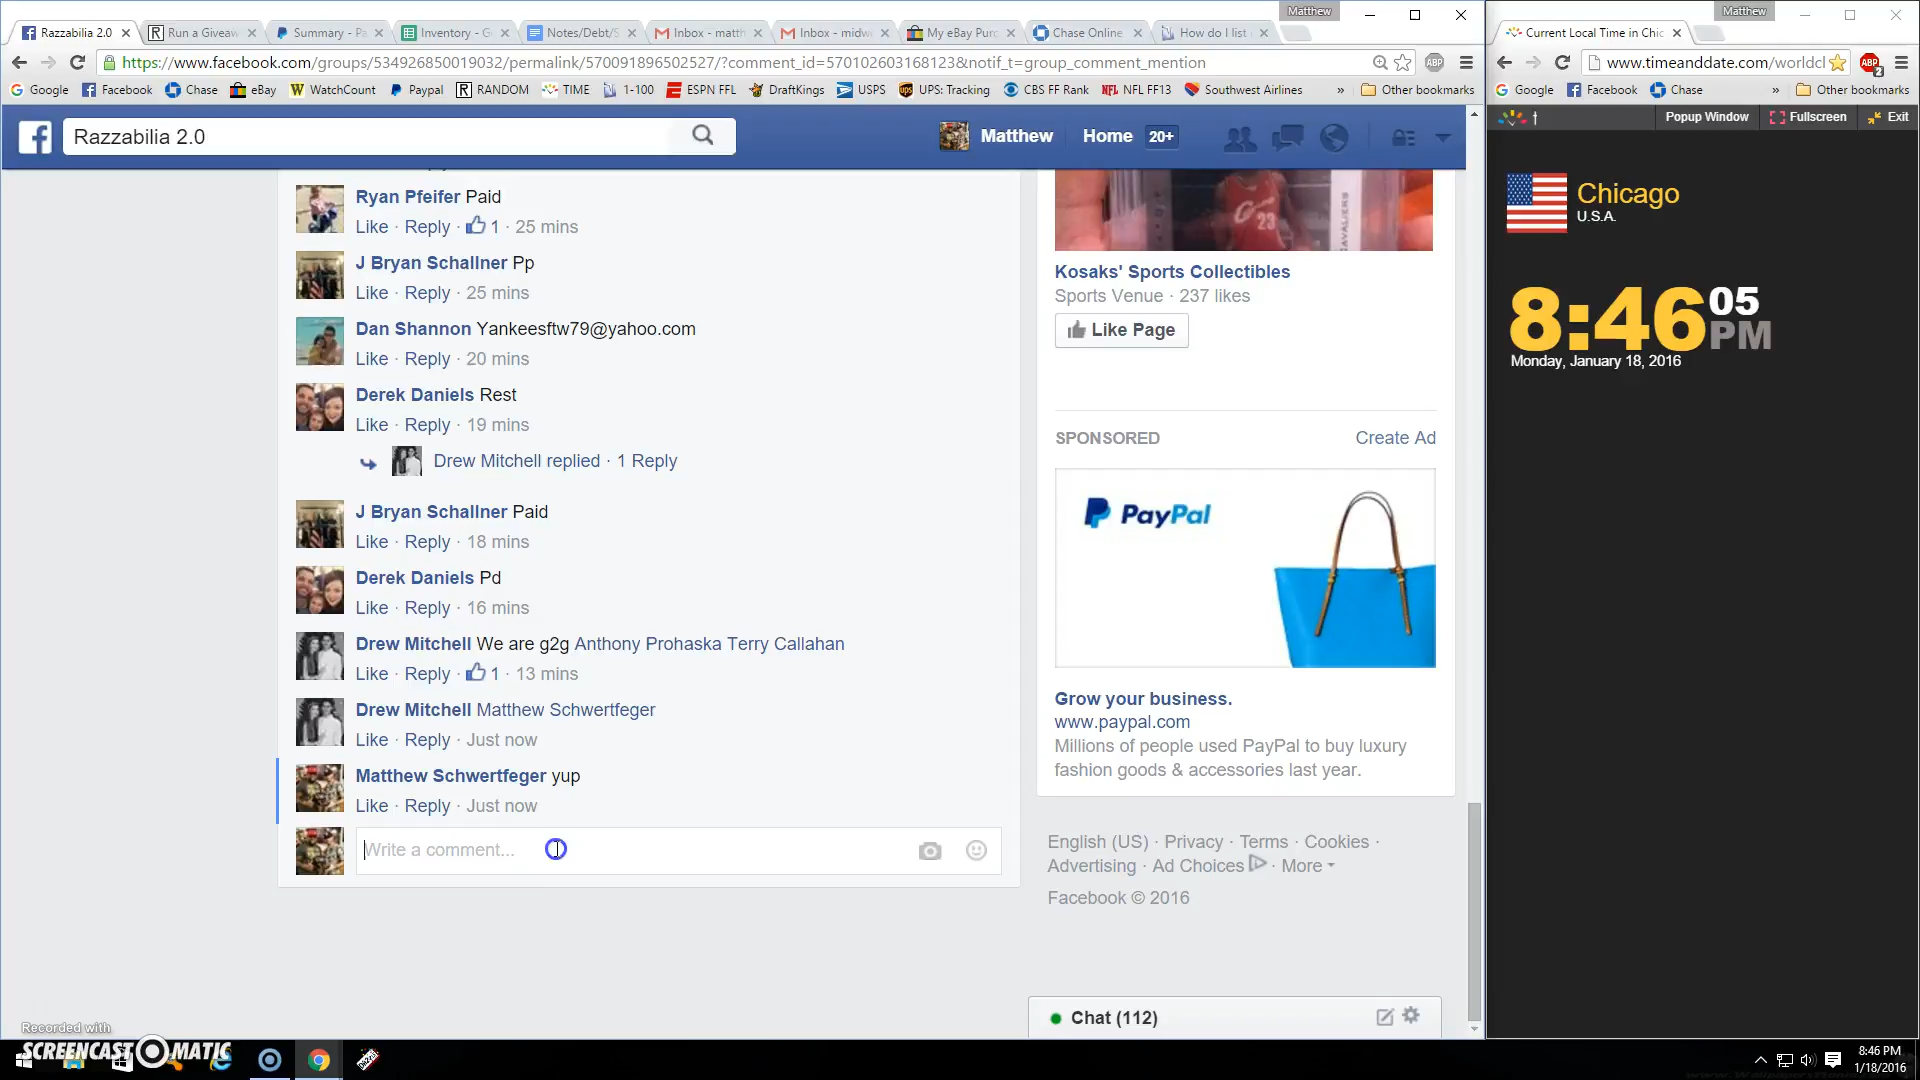 Matthew
Matthew
Razzabilia 2.0
Run a Giveaw
Summary - Pa
Inventory - G
Notes/Debt/S
Inbox - matth
Inbox - midw
My eBay Purc
Chase Online
How do I list
Current Local Time in Chic
https://www.facebook.com/groups/534926850019032/permalink/570091896502527/?comment_id=570102603168123&notif_t=group_comment_mention
ABP
www.timeanddate.com/worldcl
ABP
2
Google
Facebook
Chase
eBay
WatchCount
Paypal
RANDOM
TIME
1-100
ESPN FFL
DraftKings
USPS
UPS: Tracking
CBS FF Rank
NFL FF13
Southwest Airlines
»
Other bookmarks
Google
Facebook
Chase
»
Other bookmarks
t
Popup Window
Fullscreen
Exit
Razzabilia 2.0
Matthew
Home 20+
Ryan Pfeifer Paid
Like · Reply · 1 · 25 mins
J Bryan Schallner Pp
Like · Reply · 25 mins
Dan Shannon Yankeesftw79@yahoo.com
Like · Reply · 20 mins
Derek Daniels Rest
Like · Reply · 19 mins
Drew Mitchell replied · 1 Reply
J Bryan Schallner Paid
Like · Reply · 18 mins
Derek Daniels Pd
Like · Reply · 16 mins
Drew Mitchell We are g2g Anthony Prohaska Terry Callahan
Like · Reply · 1 · 13 mins
Drew Mitchell Matthew Schwertfeger
Like · Reply · Just now
Matthew Schwertfeger yup
Like · Reply · Just now
Write a comment...
23
CAVALIERS
Kosaks' Sports Collectibles
Sports Venue · 237 likes
Like Page
SPONSORED
Create Ad
PayPal
Grow your business.
www.paypal.com
Millions of people used PayPal to buy luxury
fashion goods & accessories last year.
English (US) · Privacy · Terms · Cookies ·
Advertising · Ad Choices · More
Facebook © 2016
Chat (112)
Chicago
U.S.A.
8:46 05 PM
Monday, January 18, 2016
Recorded with
SCREENCAST-O-MATIC
8:46 PM
1/18/2016